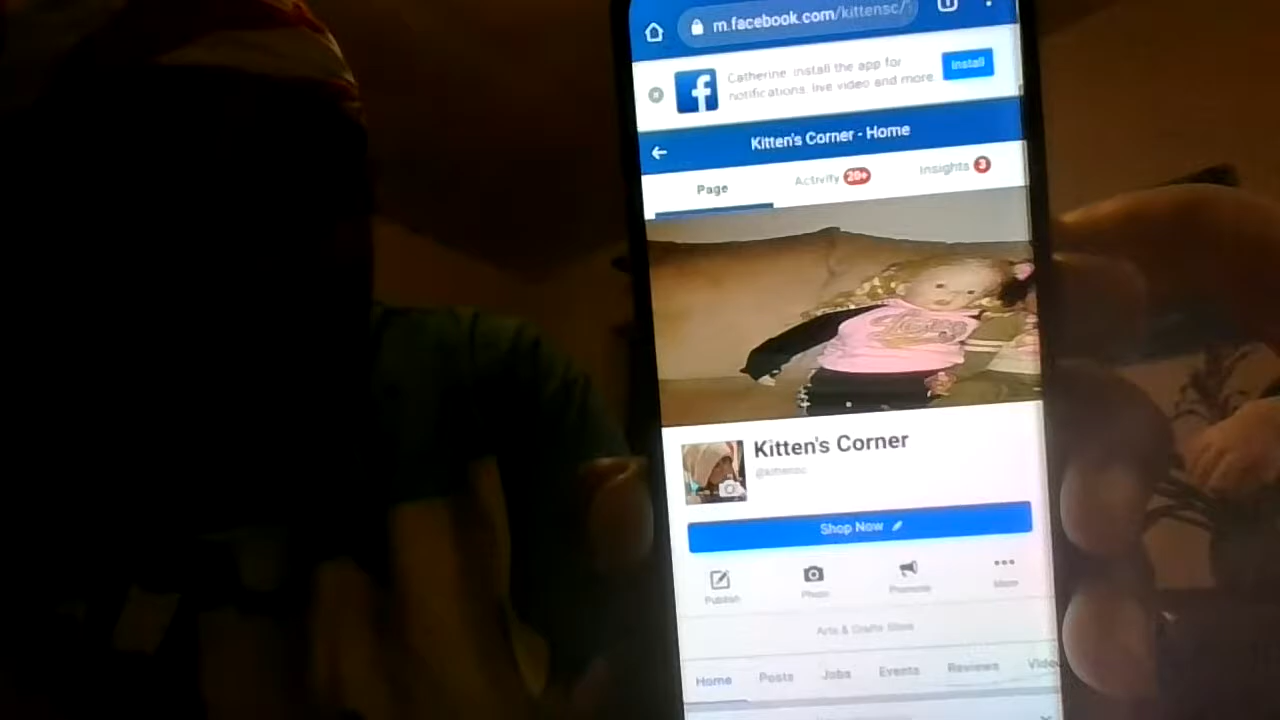 m.facebook.com/kittensc/
Catherine install the app for
notifications, live video and more.
Install
Kitten's Corner - Home
Page
Activity 20+
Insights 3
Kitten's Corner
@kittensc
Shop Now
Publish
Photo
Promote
More
Arts & Crafts Store
Home
Posts
Jobs
Events
Reviews